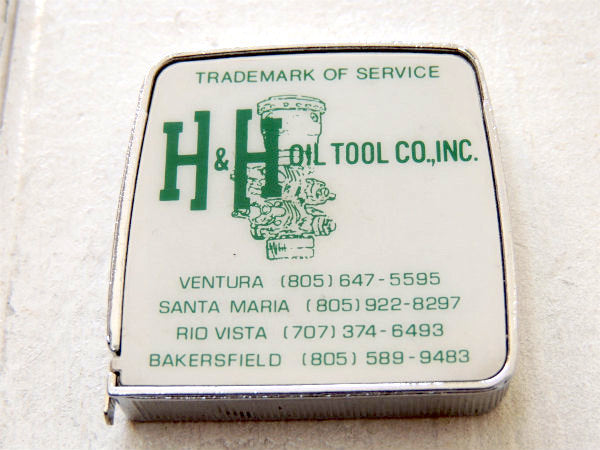 TRADEMARK OF SERVICE
H & H OIL TOOL CO., INC.
VENTURA (805) 647-5595
SANTA MARIA (805) 922-8297
RIO VISTA (707) 374-6493
BAKERSFIELD (805) 589-9483